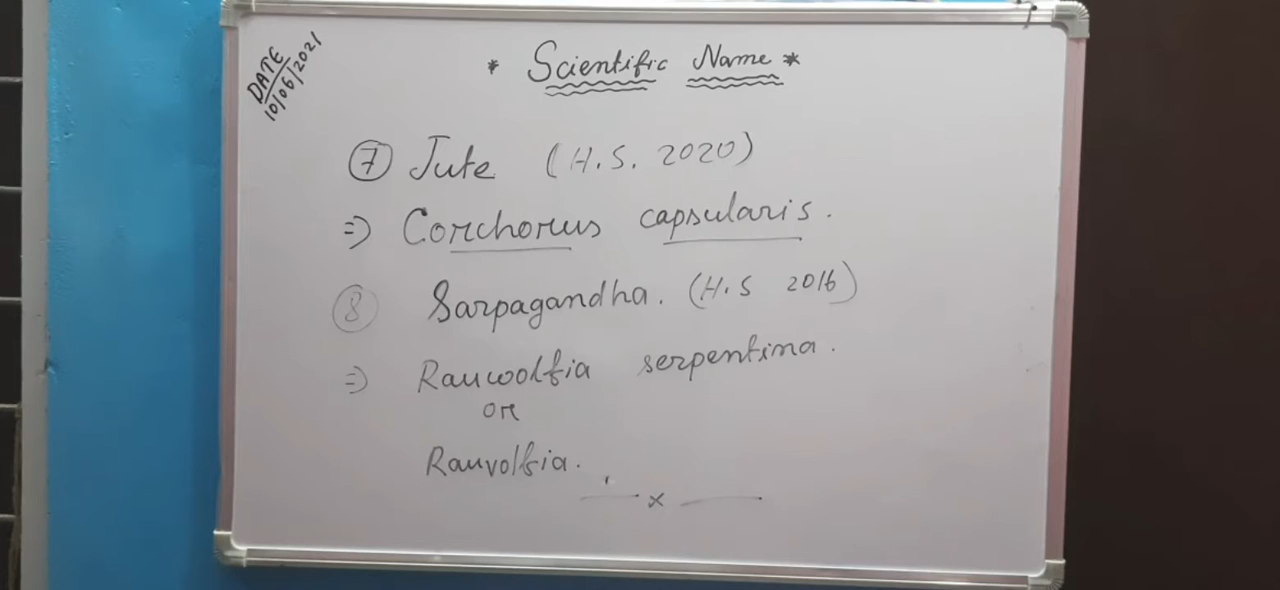 DATE
10/06/2021
* Scientific Name *
7 Jute (H.S. 2020)
⇒ Corchorus capsularis.
8 Sarpagandha. (H.S 2016)
⇒ Rauwolfia serpentina.
or
Rauvolfia.
x